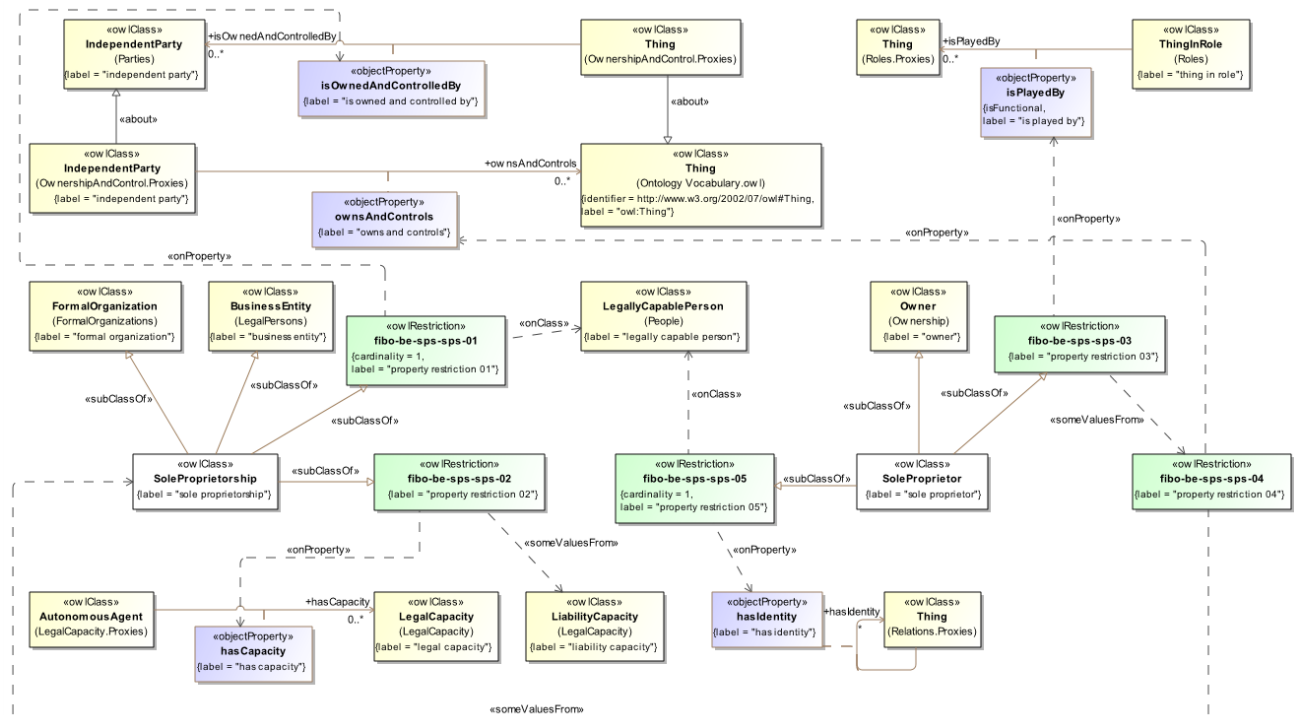 «owlClass»
IndependentParty
(Parties)
{label = "independent party"}
+isOwnedAndControlledBy
0..*
«objectProperty»
isOwnedAndControlledBy
{label = "is owned and controlled by"}
«owlClass»
Thing
(OwnershipAndControl.Proxies)
«owlClass»
Thing
(Roles.Proxies)
+isPlayedBy
0..*
«owlClass»
ThingInRole
(Roles)
{label = "thing in role"}
«objectProperty»
isPlayedBy
{isFunctional,
label = "is played by"}
«about»
«about»
«owlClass»
IndependentParty
(OwnershipAndControl.Proxies)
{label = "independent party"}
+ownsAndControls
0..*
«objectProperty»
ownsAndControls
{label = "owns and controls"}
«owlClass»
Thing
(Ontology Vocabulary.owl)
{identifier = http://www.w3.org/2002/07/owl#Thing,
label = "owl:Thing"}
«onProperty»
«onProperty»
«onProperty»
«owlClass»
FormalOrganization
(FormalOrganizations)
{label = "formal organization"}
«owlClass»
BusinessEntity
(LegalPersons)
{label = "business entity"}
«owlRestriction»
fibo-be-sps-sps-01
{cardinality = 1,
label = "property restriction 01"}
«onClass»
«owlClass»
LegallyCapablePerson
(People)
{label = "legally capable person"}
«owlClass»
Owner
(Ownership)
{label = "owner"}
«owlRestriction»
fibo-be-sps-sps-03
{label = "property restriction 03"}
«subClassOf»
«subClassOf»
«subClassOf»
«onClass»
«subClassOf»
«subClassOf»
«someValuesFrom»
«owlClass»
SoleProprietorship
{label = "sole proprietorship"}
«subClassOf»
«owlRestriction»
fibo-be-sps-sps-02
{label = "property restriction 02"}
«owlRestriction»
fibo-be-sps-sps-05
{cardinality = 1,
label = "property restriction 05"}
«subClassOf»
«owlClass»
SoleProprietor
{label = "sole proprietor"}
«owlRestriction»
fibo-be-sps-sps-04
{label = "property restriction 04"}
«onProperty»
«someValuesFrom»
«onProperty»
«owlClass»
AutonomousAgent
(LegalCapacity.Proxies)
+hasCapacity
0..*
«objectProperty»
hasCapacity
{label = "has capacity"}
«owlClass»
LegalCapacity
(LegalCapacity)
{label = "legal capacity"}
«owlClass»
LiabilityCapacity
(LegalCapacity)
{label = "liability capacity"}
«objectProperty»
hasIdentity
{label = "has identity"}
+hasIdentity
*
«owlClass»
Thing
(Relations.Proxies)
«someValuesFrom»